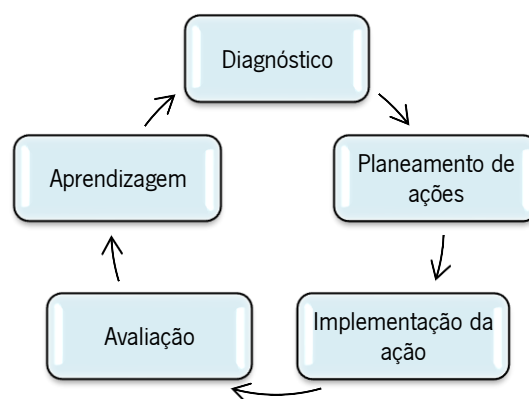 Diagnóstico
Planeamento de
ações
Implementação da
ação
Avaliação
Aprendizagem